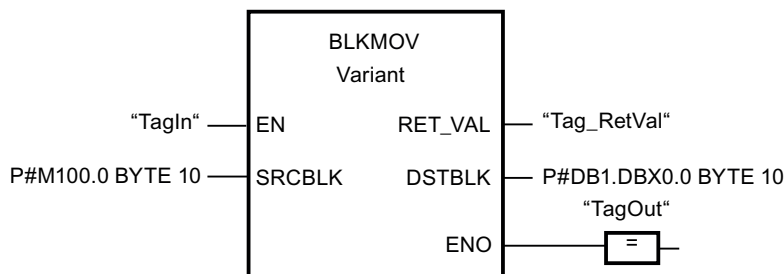 BLKMOV
Variant
“TagIn“ EN RET_VAL “Tag_RetVal“
P#M100.0 BYTE 10 SRCBLK DSTBLK P#DB1.DBX0.0 BYTE 10
“TagOut“
ENO =